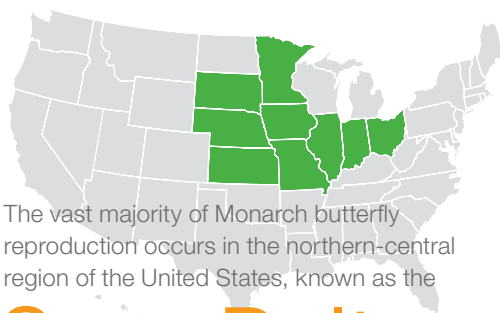 The vast majority of Monarch butterfly
reproduction occurs in the northern-central
region of the United States, known as the